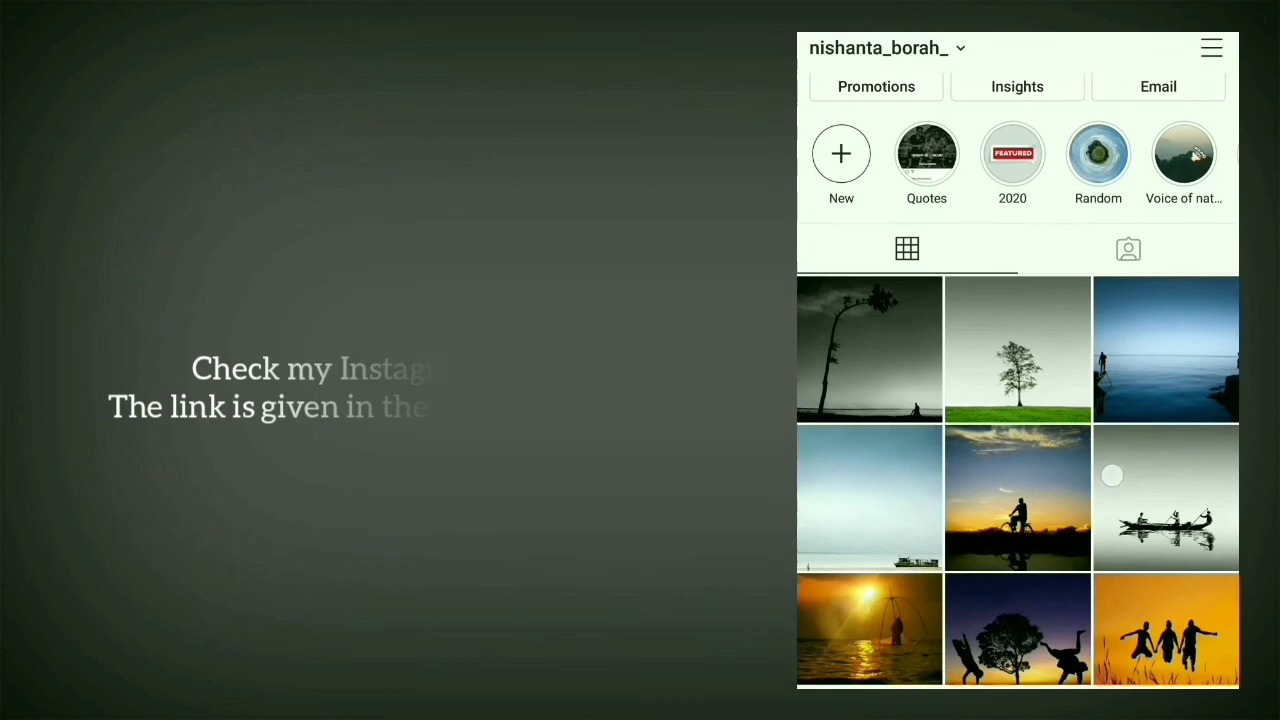 Check my Instag
The link is given in the
nishanta_borah_
Promotions
Insights
Email
FEATURED
New
Quotes
2020
Random
Voice of nat...